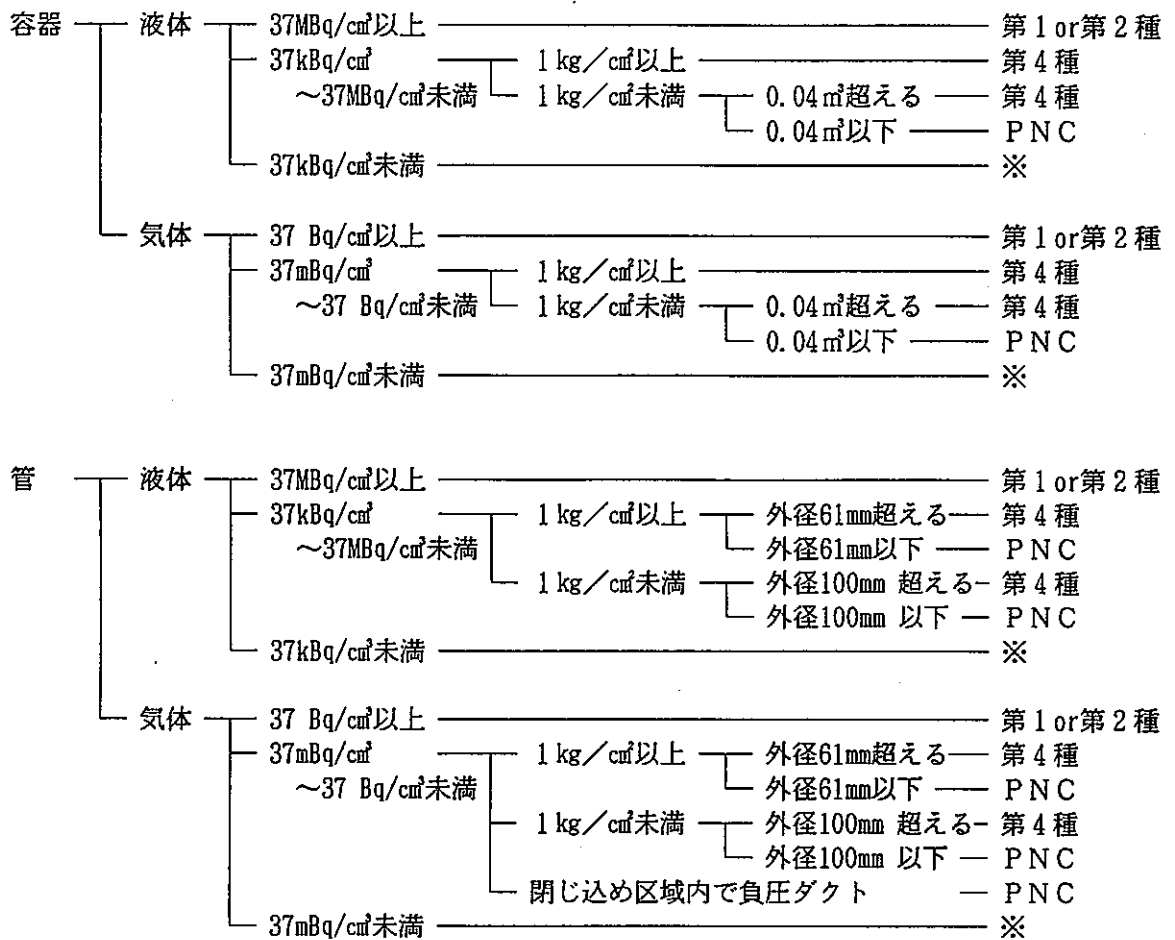 容器 液体 37MBq/㎤以上 第1or第2種
37kBq/㎤ 1kg/㎠以上 第4種
～37MBq/㎤未満 1kg/㎠未満 0.04㎥超える 第4種
0.04㎥以下 PNC
37kBq/㎤未満 ※
気体 37 Bq/㎤以上 第1or第2種
37mBq/㎤ 1kg/㎠以上 第4種
～37 Bq/㎤未満 1kg/㎠未満 0.04㎥超える 第4種
0.04㎥以下 PNC
37mBq/㎤未満 ※
管 液体 37MBq/㎤以上 第1or第2種
37kBq/㎤ 1kg/㎠以上 外径61㎜超える 第4種
～37MBq/㎤未満 外径61㎜以下 PNC
1kg/㎠未満 外径100㎜ 超える 第4種
外径100㎜ 以下 PNC
37kBq/㎤未満 ※
気体 37 Bq/㎤以上 第1or第2種
37mBq/㎤ 1kg/㎠以上 外径61㎜超える 第4種
～37 Bq/㎤未満 外径61㎜以下 PNC
1kg/㎠未満 外径100㎜ 超える 第4種
外径100㎜ 以下 PNC
閉じ込め区域内で負圧ダクト PNC
37mBq/㎤未満 ※